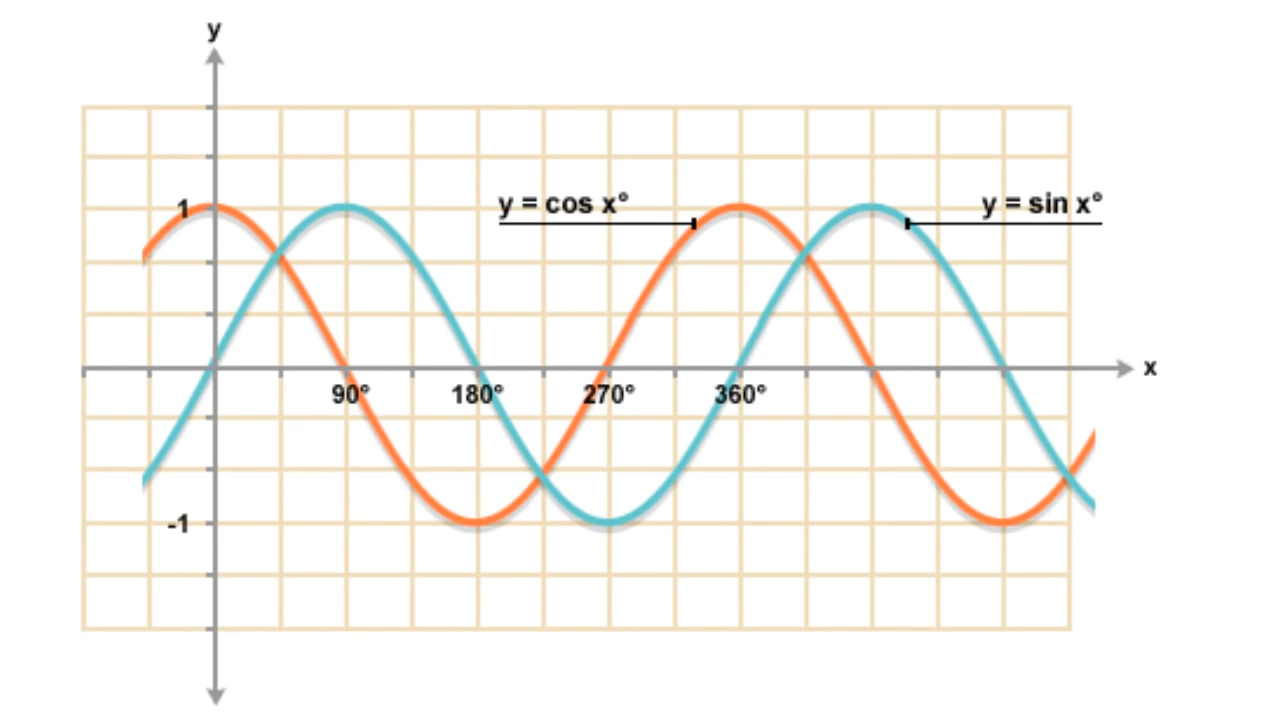 y
1
y = cos x°
y = sin x°
x
90°
180°
270°
360°
-1